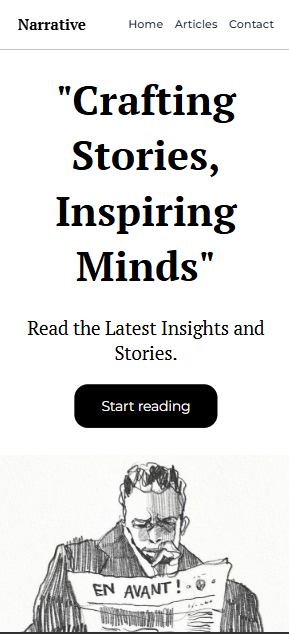 Narrative Home Articles Contact
"Crafting
Stories,
Inspiring
Minds"
Read the Latest Insights and
Stories.
Start reading
EN AVANT!